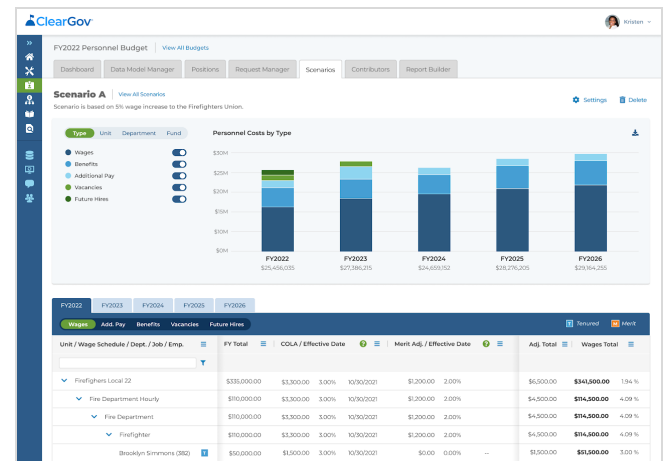 ClearGov
Kristen
FY2022 Personnel Budget View All Budgets
Dashboard Data Model Manager Positions Request Manager Scenarios Contributors Report Builder
Scenario A View All Scenarios
Scenario is based on 5% wage increase to the Firefighters Union.
Settings Delete
Type Unit Department Fund
Personnel Costs by Type
Wages
Benefits
Additional Pay
Vacancies
Future Hires
$30M
$25M
$20M
$15M
$10M
$0M
FY2022 FY2023 FY2024 FY2025 FY2026
$25,456,035 $27,386,215 $24,659,152 $28,276,205 $29,164,255
FY2022 FY2023 FY2024 FY2025 FY2026
Wages Add. Pay Benefits Vacancies Future Hires
T Tenured M Merit
Unit / Wage Schedule / Dept. / Job / Emp. FY Total COLA / Effective Date Merit Adj. / Effective Date Adj. Total Wages Total
Firefighers Local 22 $335,000.00 $3,300.00 3.00% 10/30/2021 $1,200.00 2.00% $6,500.00 $341,500.00 1.94 %
Fire Department Hourly $110,000.00 $3,300.00 3.00% 10/30/2021 $1,200.00 2.00% $4,500.00 $114,500.00 4.09 %
Fire Department $110,000.00 $3,300.00 3.00% 10/30/2021 $1,200.00 2.00% $4,500.00 $114,500.00 4.09 %
Firefighter $110,000.00 $3,300.00 3.00% 10/30/2021 $1,200.00 2.00% $4,500.00 $114,500.00 4.09 %
Brooklyn Simmons (382) T $50,000.00 $1,500.00 3.00% 10/30/2021 $0.00 0.00% -- $1,500.00 $51,500.00 3.00 %